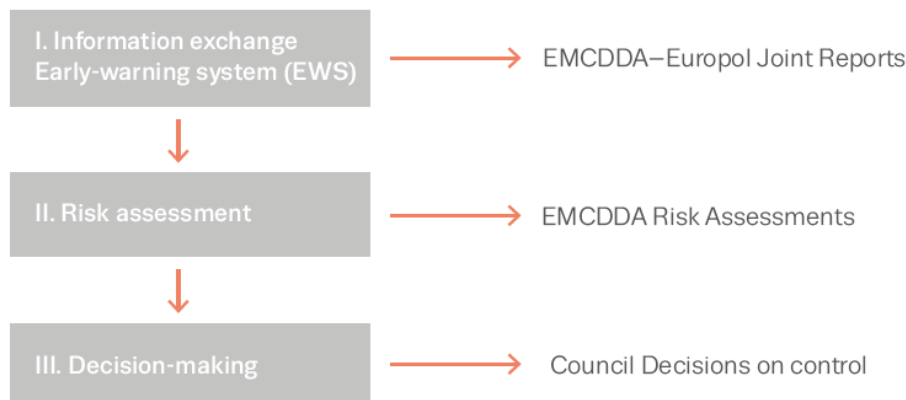 I. Information exchange
Early-warning system (EWS)
EMCDDA–Europol Joint Reports
II. Risk assessment
EMCDDA Risk Assessments
III. Decision-making
Council Decisions on control